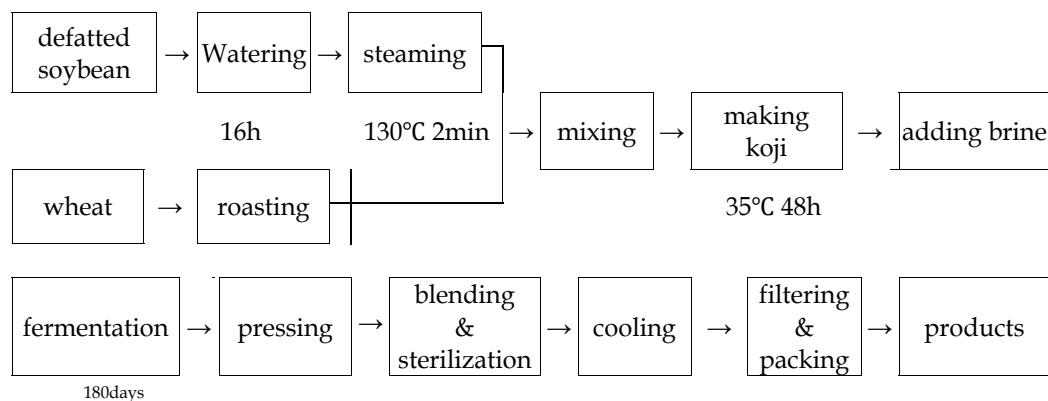 defatted
soybean
→
Watering
→
steaming
16h
130℃ 2min
→
mixing
→
making
koji
→
adding brine
wheat
→
roasting
35℃ 48h
fermentation
→
pressing
→
blending
&
sterilization
→
cooling
→
filtering
&
packing
→
products
180days